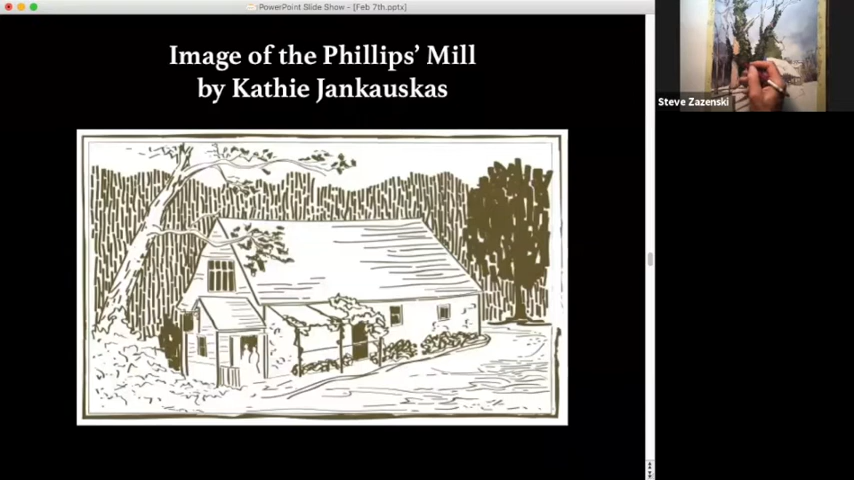 PowerPoint Slide Show - [Feb 7th.pptx]
Image of the Phillips' Mill
by Kathie Jankauskas
Steve Zazenski